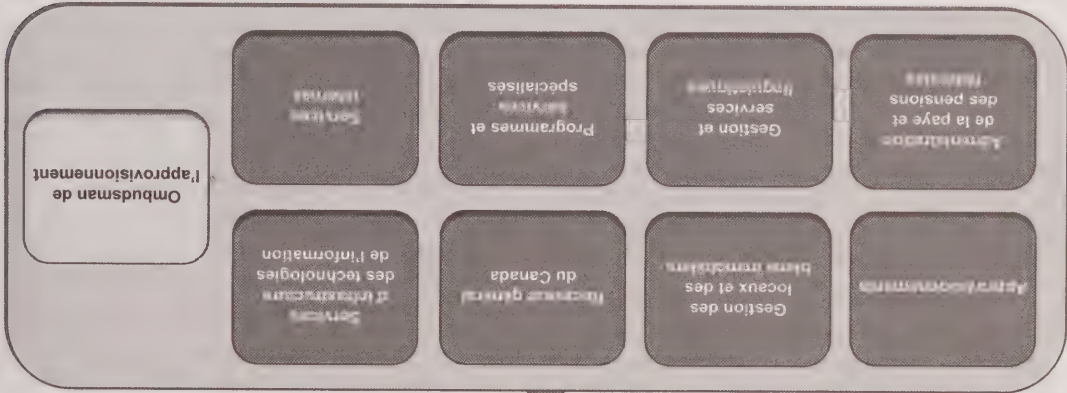 Approvisionnements
Gestion des
locaux et des
biens immobiliers
Receveur général
du Canada
Services
d'infrastructure
des technologies
de l'information
Ombudsman de
l'approvisionnement
Administration
de la paye et
des pensions
fédérales
Gestion et
services
linguistiques
Programmes et
services
spécialisés
Services
internes